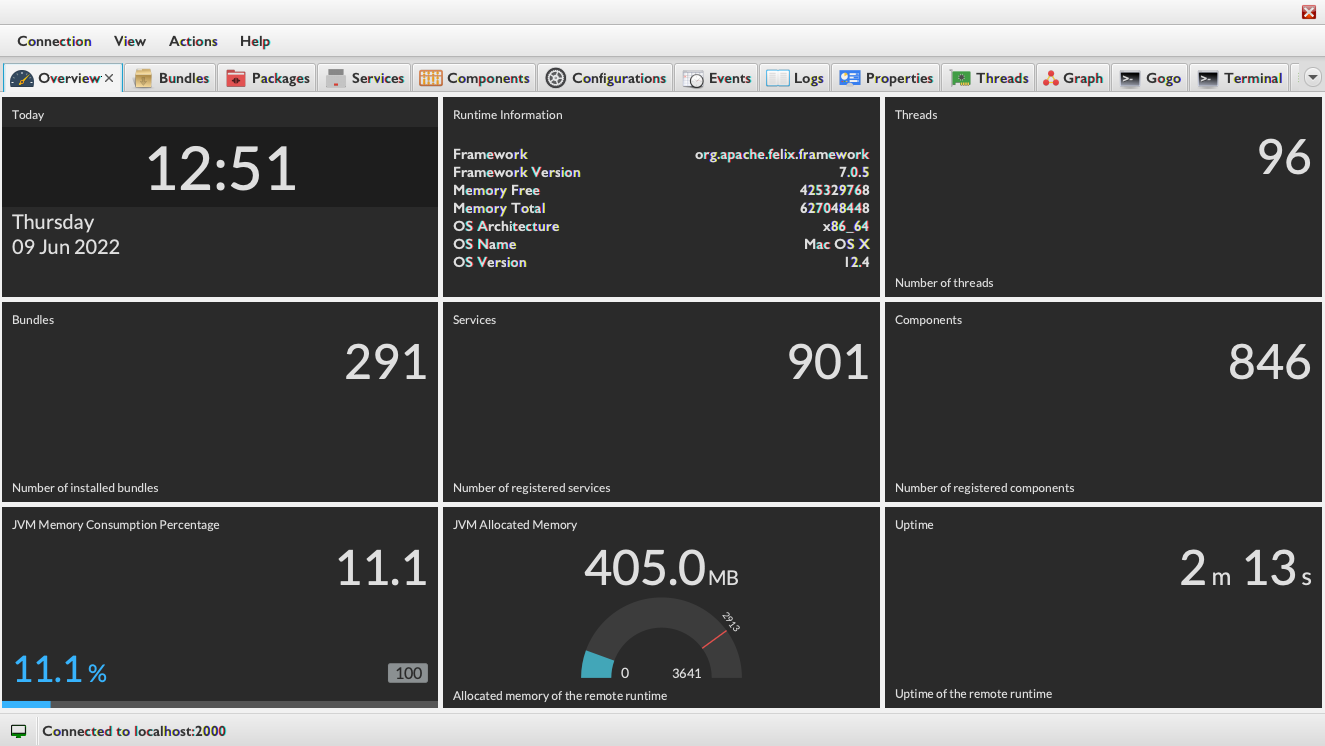 Connection View Actions Help
Overview Bundles Packages Services Components Configurations Events Logs Properties Threads Graph Gogo Terminal
Today
12:51
Thursday
09 Jun 2022
Runtime Information
Framework org.apache.felix.framework
Framework Version 7.0.5
Memory Free 425329768
Memory Total 627048448
OS Architecture x86_64
OS Name Mac OS X
OS Version 12.4
Threads
96
Number of threads
Bundles
291
Number of installed bundles
Services
901
Number of registered services
Components
846
Number of registered components
JVM Memory Consumption Percentage
11.1
11.1 %
100
JVM Allocated Memory
405.0 MB
2913
0 3641
Allocated memory of the remote runtime
Uptime
2 m 13 s
Uptime of the remote runtime
Connected to localhost:2000